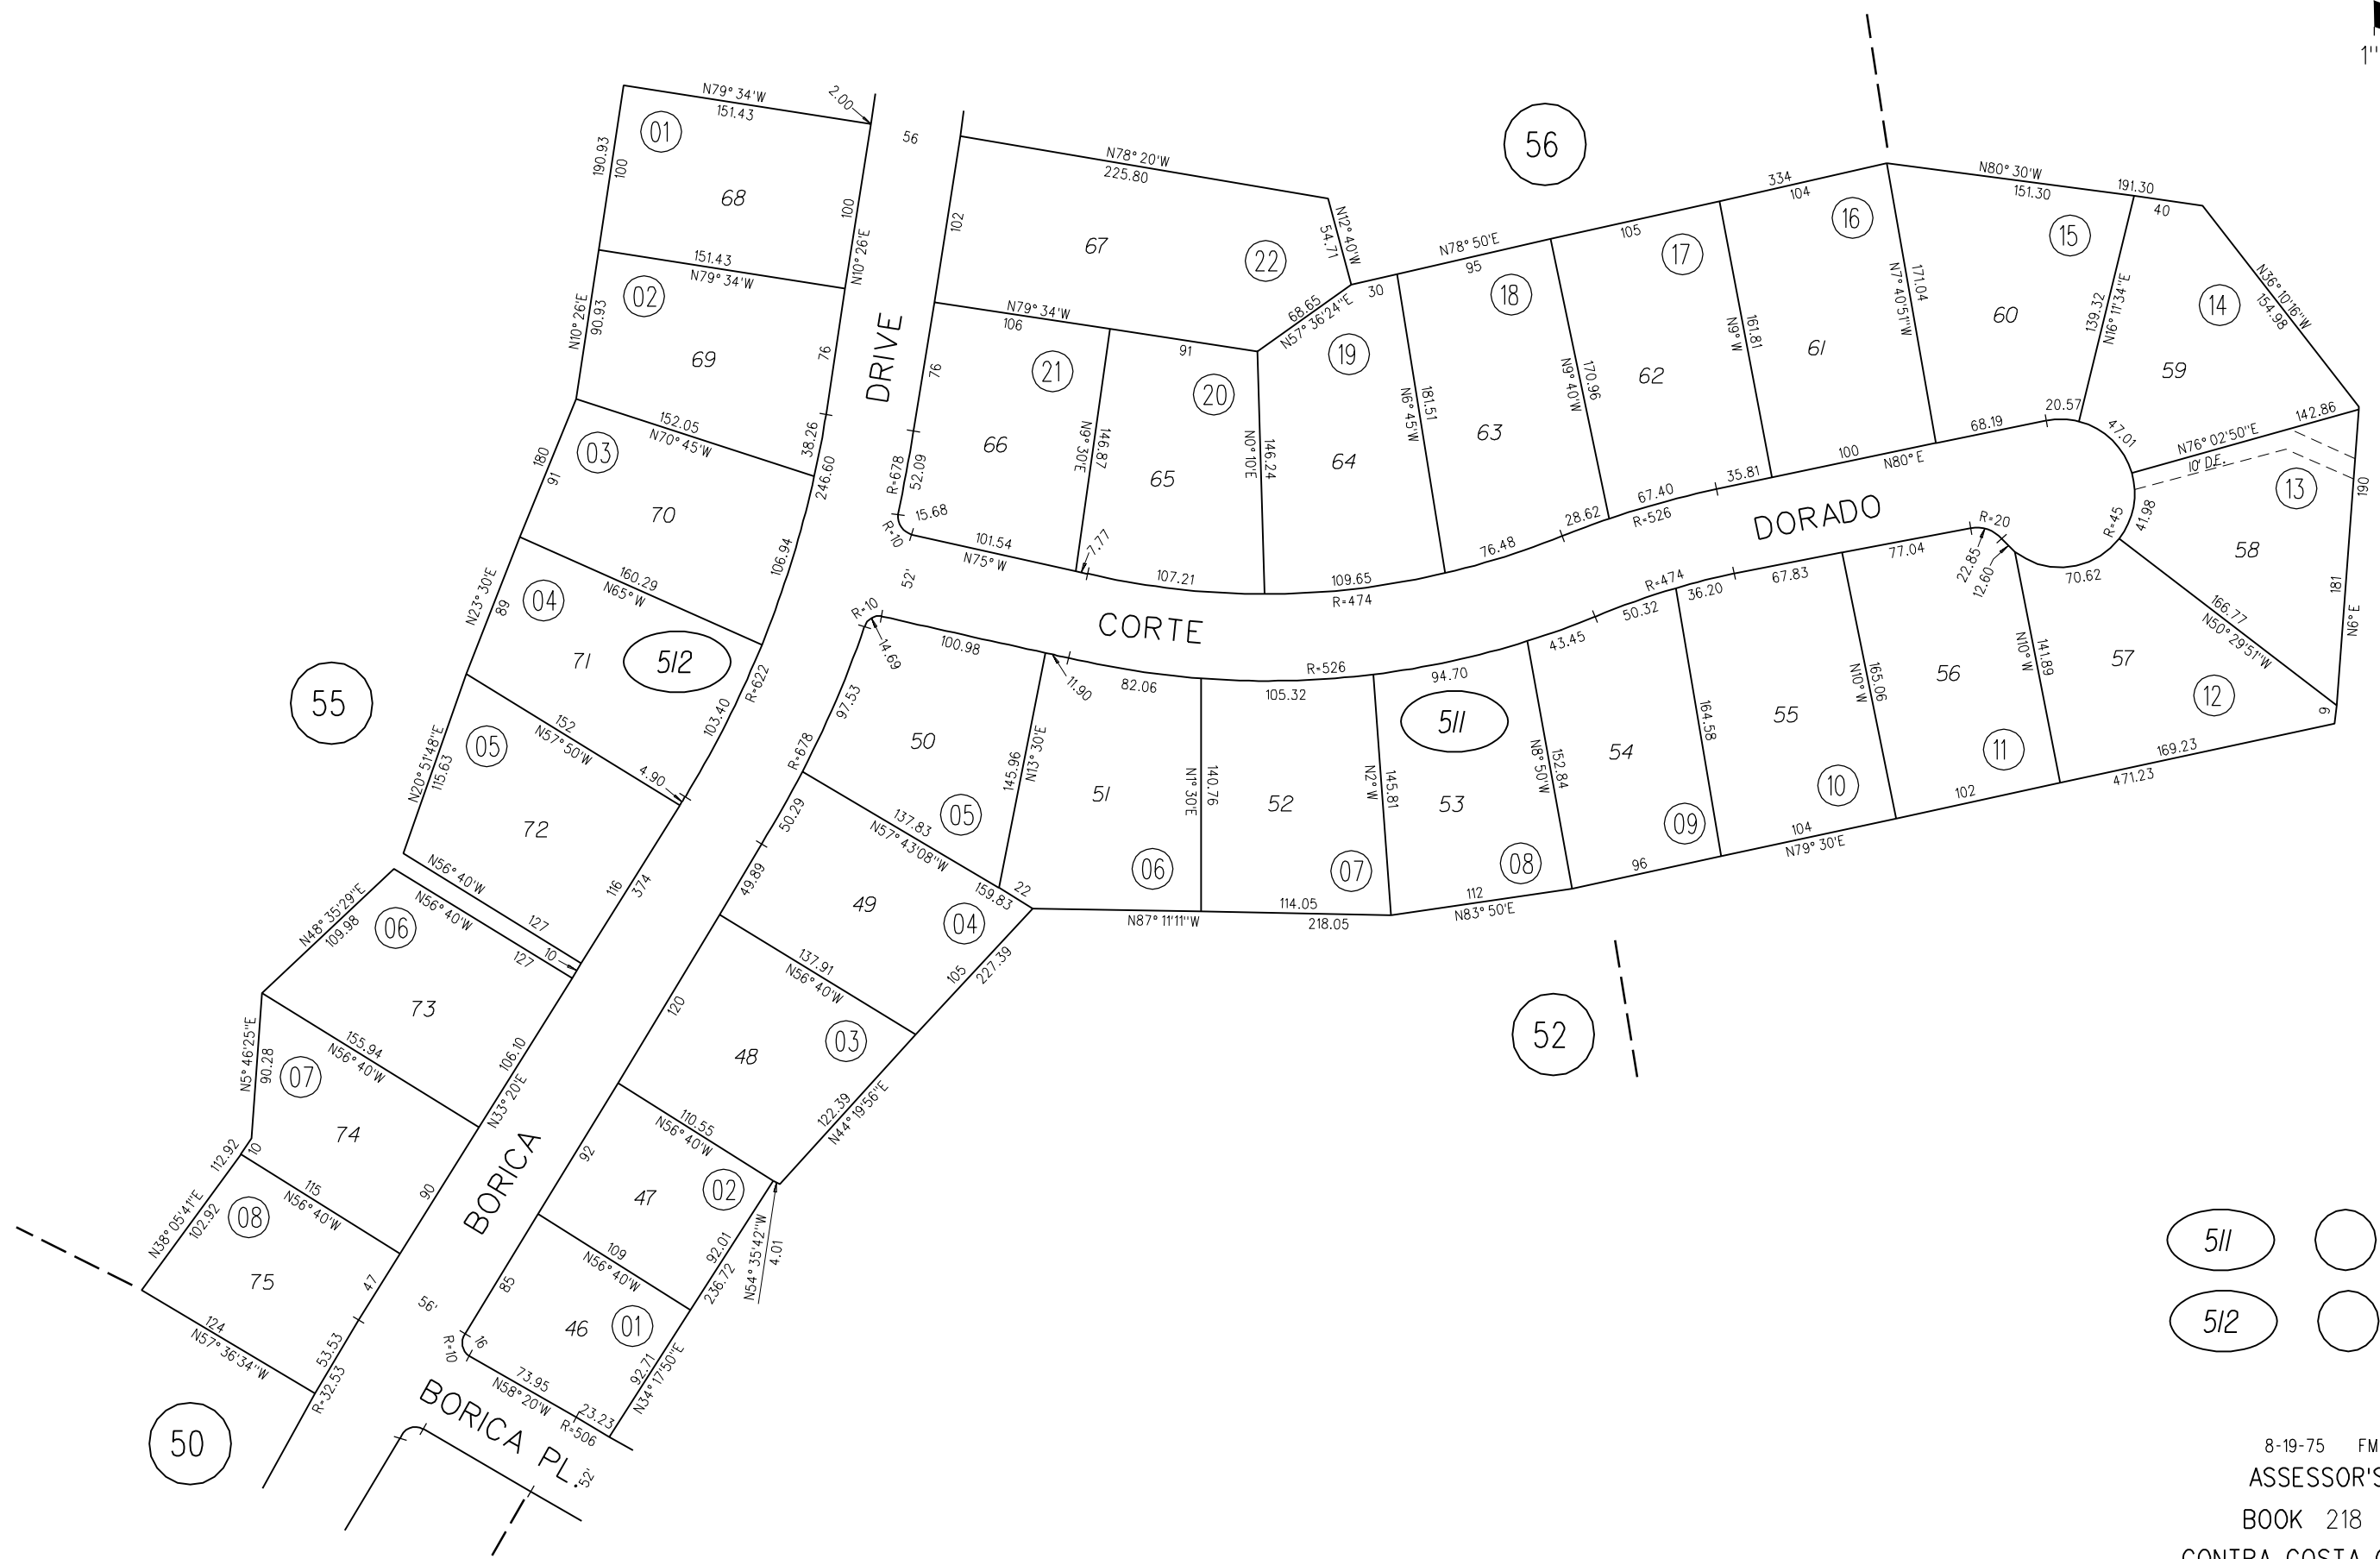 1"
N79° 34'W
151.43
2.00
56
01
190.93
100
68
100
N10° 26'E
151.43
N79° 34'W
02
N10° 26'E
90.93
69
76
38.26
246.60
152.05
N70° 45'W
03
180
91
70
106.94
N23° 30'E
89
160.29
N65° W
04
71
512
R=622
103.40
55
05
152
N57° 50'W
4.90
N20° 51'48"E
115.63
72
116
374
N56° 40'W
127
10
N48° 35'29"E
109.98
06
N56° 40'W
127
73
106.10
N33° 20'E
N5° 46'25"E
90.28
155.94
N56° 40'W
07
74
90
112.92
10
115
N56° 40'W
N38° 05'41"E
102.92
08
75
47
124
N57° 36'34"W
53.53
R=32.53
50
DRIVE
BORICA
56'
BORICA PL.
52'
N78° 20'W
225.80
102
67
22
N12° 40'W
54.71
68.65
N57° 36'24"E
N79° 34'W
106
91
76
21
66
R=678
52.09
15.68
R=10
101.54
N75° W
7.77
N9° 30'E
146.87
20
65
107.21
N0° 10'E
146.24
30
19
64
109.65
R=474
N78° 50'E
95
18
N6° 45'W
181.51
63
76.48
28.62
56
334
105
17
N9° 40'W
170.96
62
67.40
R=526
35.81
104
16
N9° W
161.81
61
100
N80° E
N7° 40'51"W
171.04
N80° 30'W
151.30
191.30
40
15
60
68.19
20.57
139.32
N16° 11'34"E
14
59
N36° 10'16"W
154.98
47.01
142.86
N76° 02'50"E
10' D.E.
13
190
58
R=45
41.98
181
N6° E
166.77
N50° 29'51"W
9
DORADO
CORTE
52'
R=10
14.69
97.53
100.98
11.90
R=678
50.29
50
05
N13° 30'E
145.96
137.83
N57° 43'08"W
22
159.83
82.06
51
06
N1° 30'E
140.76
R=526
105.32
52
07
N2° W
145.81
94.70
511
53
08
43.45
N8° 50'W
152.84
50.32
R=474
36.20
54
09
164.58
67.83
55
10
77.04
N10° W
165.06
R=20
22.85
12.60
56
11
N10° W
141.89
70.62
57
12
169.23
471.23
102
104
N79° 30'E
96
112
N83° 50'E
114.05
218.05
N87° 11'11"W
49.89
49
04
137.91
N56° 40'W
105
227.39
120
48
03
122.39
N44° 19'56"E
110.55
N56° 40'W
92
47
02
92.01
236.72
N54° 35'42"W
4.01
109
N56° 40'W
85
46
01
92.71
N34° 17'50"E
R=10
16
73.95
N58° 20'W
23.23
R=506
52
511
512
8-19-75 FM
ASSESSOR'S
BOOK 218
CONTRA COSTA